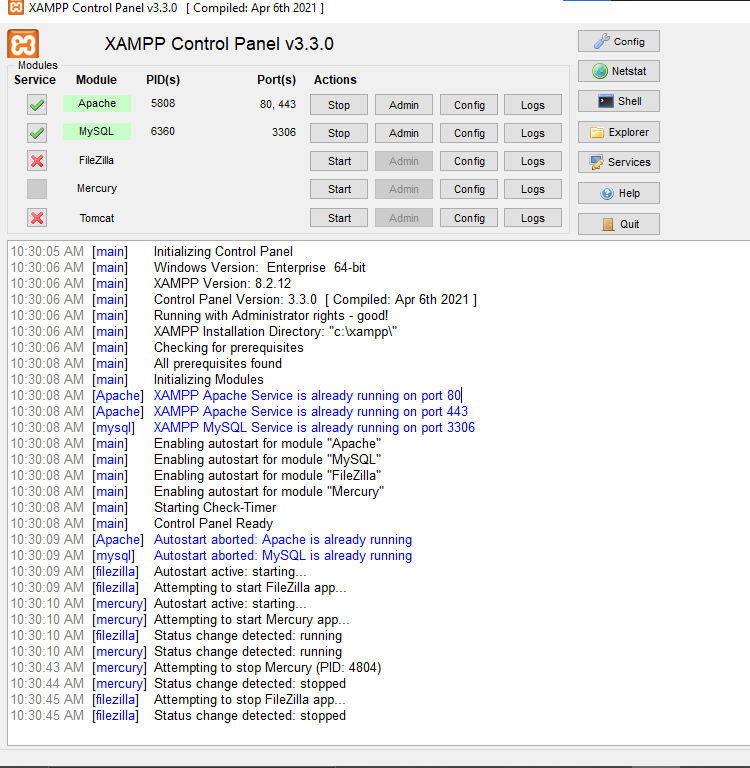 XAMPP Control Panel v3.3.0 [ Compiled: Apr 6th 2021 ]
XAMPP Control Panel v3.3.0
Config
Modules
Service Module PID(s) Port(s) Actions
Netstat
Apache 5808 80, 443 Stop Admin Config Logs
Shell
MySQL 6360 3306 Stop Admin Config Logs
Explorer
FileZilla Start Admin Config Logs
Services
Mercury Start Admin Config Logs
Help
Tomcat Start Admin Config Logs
Quit
10:30:05 AM [main] Initializing Control Panel
10:30:06 AM [main] Windows Version: Enterprise 64-bit
10:30:06 AM [main] XAMPP Version: 8.2.12
10:30:06 AM [main] Control Panel Version: 3.3.0 [ Compiled: Apr 6th 2021 ]
10:30:06 AM [main] Running with Administrator rights - good!
10:30:06 AM [main] XAMPP Installation Directory: "c:\xampp\"
10:30:06 AM [main] Checking for prerequisites
10:30:08 AM [main] All prerequisites found
10:30:08 AM [main] Initializing Modules
10:30:08 AM [Apache] XAMPP Apache Service is already running on port 80
10:30:08 AM [Apache] XAMPP Apache Service is already running on port 443
10:30:08 AM [mysql] XAMPP MySQL Service is already running on port 3306
10:30:08 AM [main] Enabling autostart for module "Apache"
10:30:08 AM [main] Enabling autostart for module "MySQL"
10:30:08 AM [main] Enabling autostart for module "FileZilla"
10:30:08 AM [main] Enabling autostart for module "Mercury"
10:30:08 AM [main] Starting Check-Timer
10:30:08 AM [main] Control Panel Ready
10:30:09 AM [Apache] Autostart aborted: Apache is already running
10:30:09 AM [mysql] Autostart aborted: MySQL is already running
10:30:09 AM [filezilla] Autostart active: starting...
10:30:09 AM [filezilla] Attempting to start FileZilla app...
10:30:10 AM [mercury] Autostart active: starting...
10:30:10 AM [mercury] Attempting to start Mercury app...
10:30:10 AM [filezilla] Status change detected: running
10:30:10 AM [mercury] Status change detected: running
10:30:43 AM [mercury] Attempting to stop Mercury (PID: 4804)
10:30:44 AM [mercury] Status change detected: stopped
10:30:45 AM [filezilla] Attempting to stop FileZilla app...
10:30:45 AM [filezilla] Status change detected: stopped